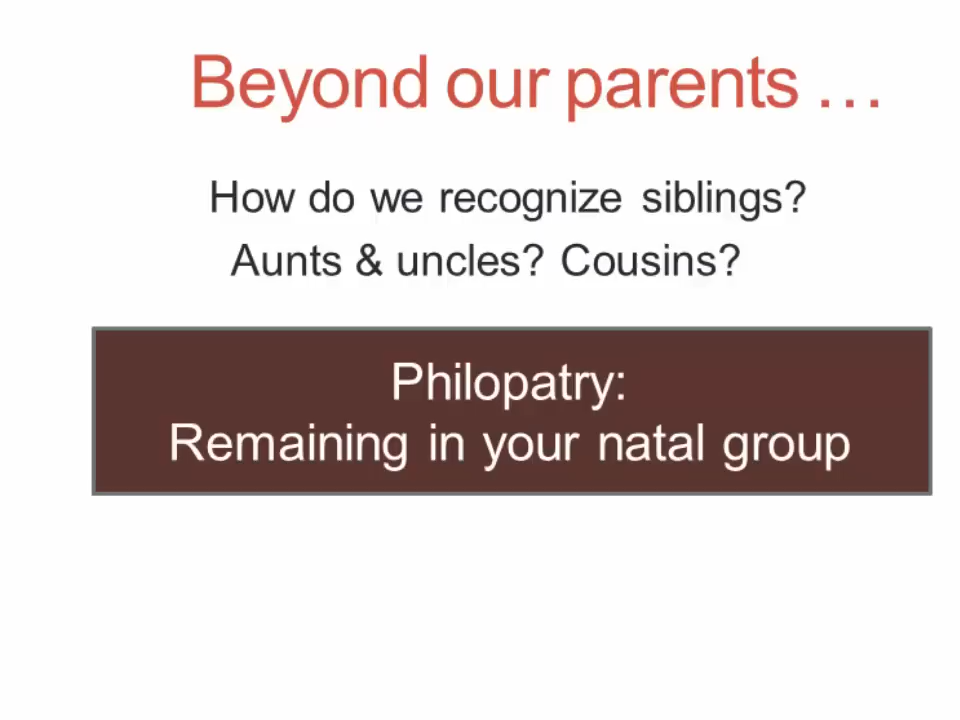 Beyond our parents …
How do we recognize siblings?
Aunts & uncles? Cousins?
Philopatry:
Remaining in your natal group